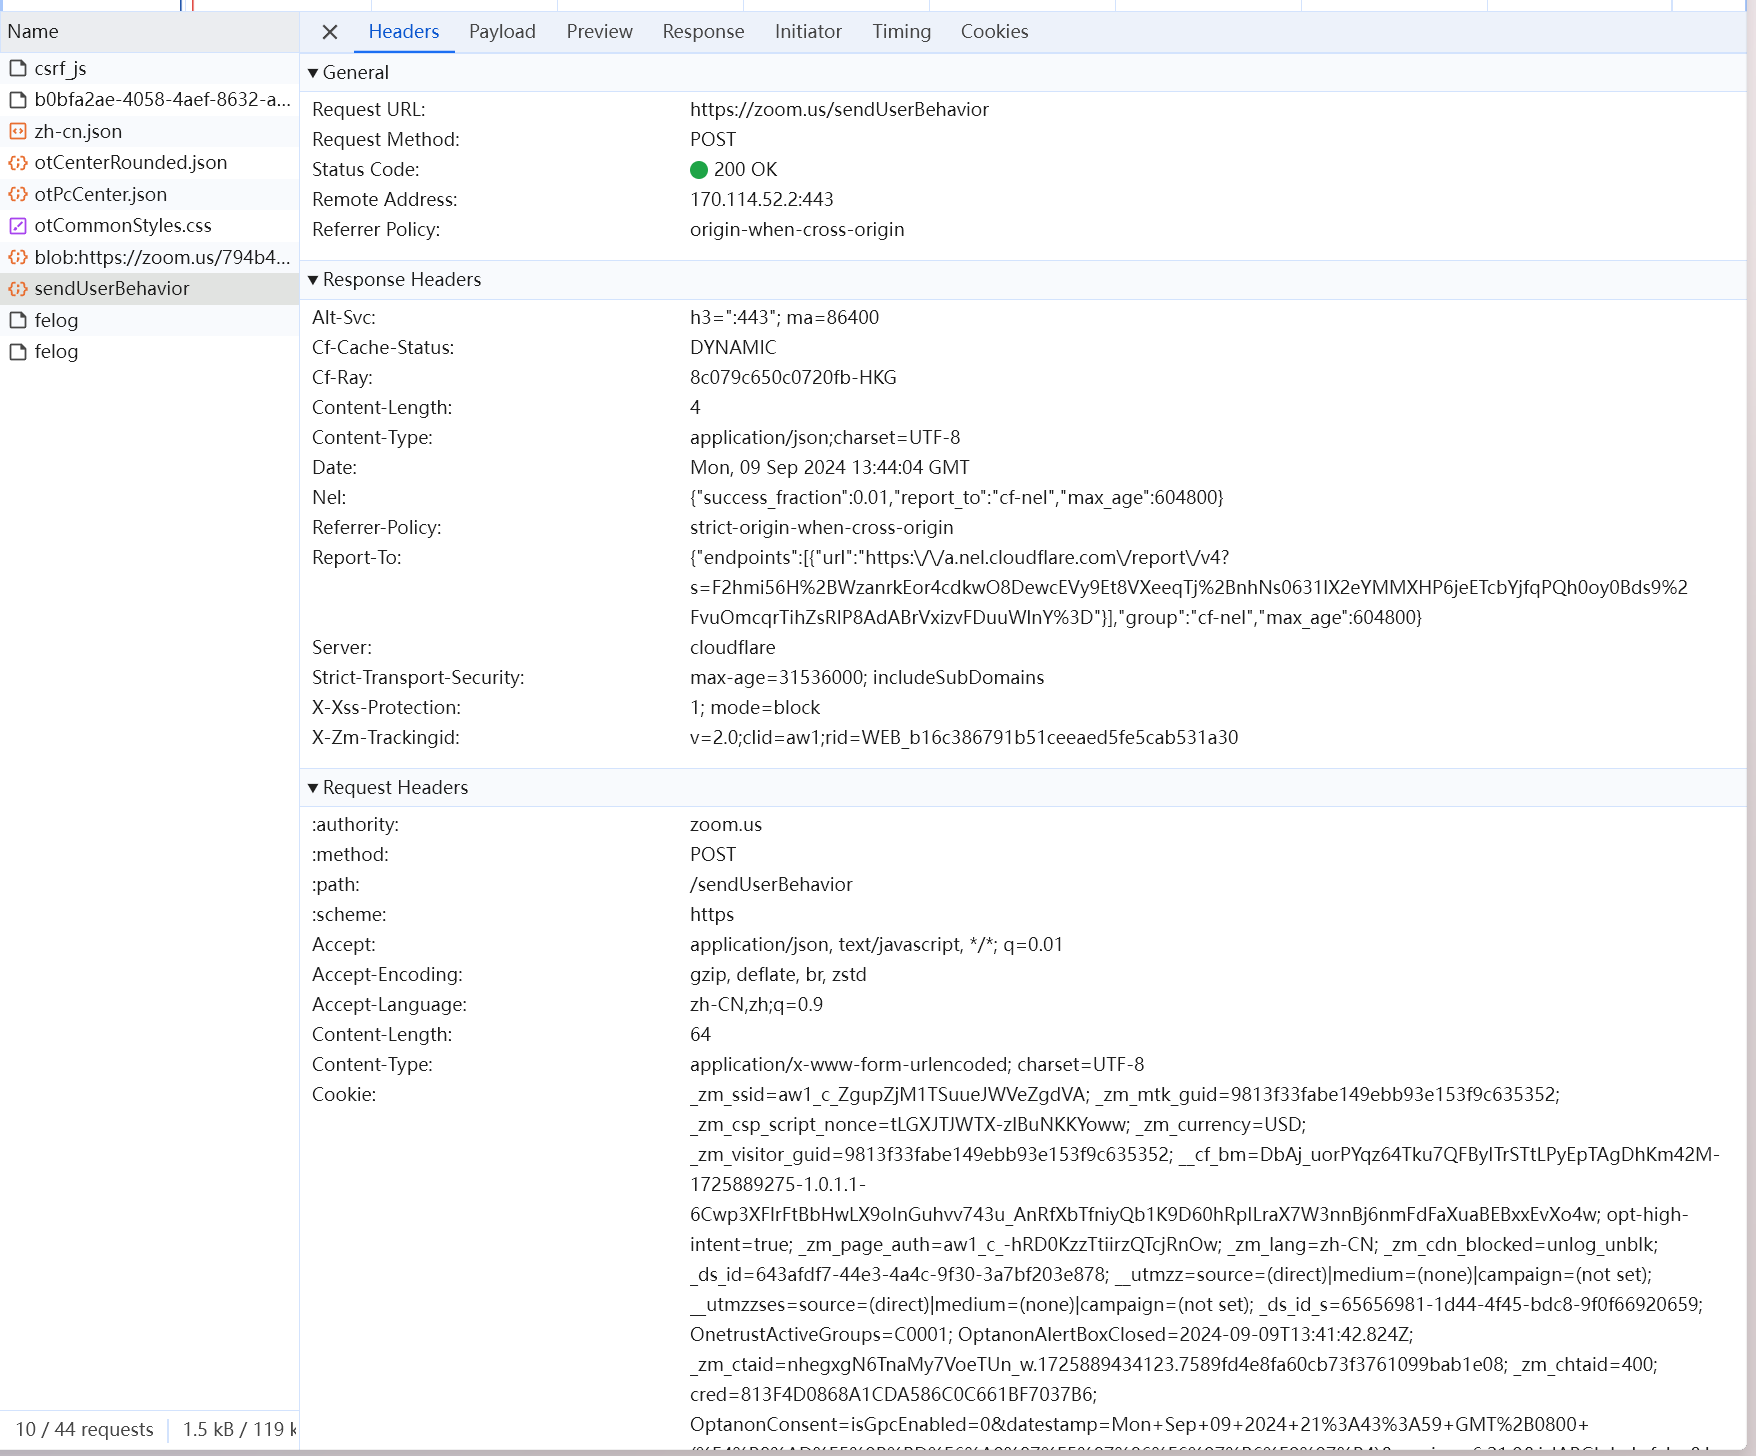 Name
Headers Payload Preview Response Initiator Timing Cookies
csrf_js
b0bfa2ae-4058-4aef-8632-a...
zh-cn.json
otCenterRounded.json
otPcCenter.json
otCommonStyles.css
blob:https://zoom.us/794b4...
sendUserBehavior
felog
felog
10 / 44 requests 1.5 kB / 119 k
General
Request URL: https://zoom.us/sendUserBehavior
Request Method: POST
Status Code: 200 OK
Remote Address: 170.114.52.2:443
Referrer Policy: origin-when-cross-origin
Response Headers
Alt-Svc: h3=":443"; ma=86400
Cf-Cache-Status: DYNAMIC
Cf-Ray: 8c079c650c0720fb-HKG
Content-Length: 4
Content-Type: application/json;charset=UTF-8
Date: Mon, 09 Sep 2024 13:44:04 GMT
Nel: {"success_fraction":0.01,"report_to":"cf-nel","max_age":604800}
Referrer-Policy: strict-origin-when-cross-origin
Report-To: {"endpoints":[{"url":"https:\/\/a.nel.cloudflare.com\/report\/v4?
s=F2hmi56H%2BWzanrkEor4cdkwO8DewcEVy9Et8VXeeqTj%2BnhNs0631lX2eYMMXHP6jeETcbYjfqPQh0oy0Bds9%2
FvuOmcqrTihZsRIP8AdABrVxizvFDuuWlnY%3D"}],"group":"cf-nel","max_age":604800}
Server: cloudflare
Strict-Transport-Security: max-age=31536000; includeSubDomains
X-Xss-Protection: 1; mode=block
X-Zm-Trackingid: v=2.0;clid=aw1;rid=WEB_b16c386791b51ceeaed5fe5cab531a30
Request Headers
:authority: zoom.us
:method: POST
:path: /sendUserBehavior
:scheme: https
Accept: application/json, text/javascript, */*; q=0.01
Accept-Encoding: gzip, deflate, br, zstd
Accept-Language: zh-CN,zh;q=0.9
Content-Length: 64
Content-Type: application/x-www-form-urlencoded; charset=UTF-8
Cookie: _zm_ssid=aw1_c_ZgupZjM1TSuueJWVeZgdVA; _zm_mtk_guid=9813f33fabe149ebb93e153f9c635352;
_zm_csp_script_nonce=tLGXJTJWTX-zlBuNKKYoww; _zm_currency=USD;
_zm_visitor_guid=9813f33fabe149ebb93e153f9c635352; __cf_bm=DbAj_uorPYqz64Tku7QFByITrSTtLPyEpTAgDhKm42M-
1725889275-1.0.1.1-
6Cwp3XFIrFtBbHwLX9oInGuhvv743u_AnRfXbTfniyQb1K9D60hRpILraX7W3nnBj6nmFdFaXuaBEBxxEvXo4w; opt-high-
intent=true; _zm_page_auth=aw1_c_-hRD0KzzTtiirzQTcjRnOw; _zm_lang=zh-CN; _zm_cdn_blocked=unlog_unblk;
_ds_id=643afdf7-44e3-4a4c-9f30-3a7bf203e878; __utmzz=source=(direct)|medium=(none)|campaign=(not set);
__utmzzses=source=(direct)|medium=(none)|campaign=(not set); _ds_id_s=65656981-1d44-4f45-bdc8-9f0f66920659;
OnetrustActiveGroups=C0001; OptanonAlertBoxClosed=2024-09-09T13:41:42.824Z;
_zm_ctaid=nhegxgN6TnaMy7VoeTUn_w.1725889434123.7589fd4e8fa60cb73f3761099bab1e08; _zm_chtaid=400;
cred=813F4D0868A1CDA586C0C661BF7037B6;
OptanonConsent=isGpcEnabled=0&datestamp=Mon+Sep+09+2024+21%3A43%3A59+GMT%2B0800+